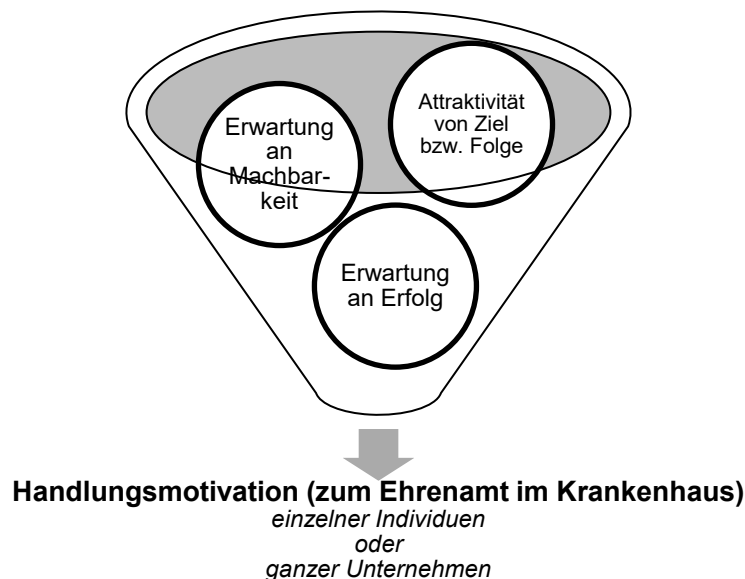 Erwartung
an
Machbar-
keit
Attraktivität
von Ziel
bzw. Folge
Erwartung
an Erfolg
Handlungsmotivation (zum Ehrenamt im Krankenhaus)
einzelner Individuen
oder
ganzer Unternehmen